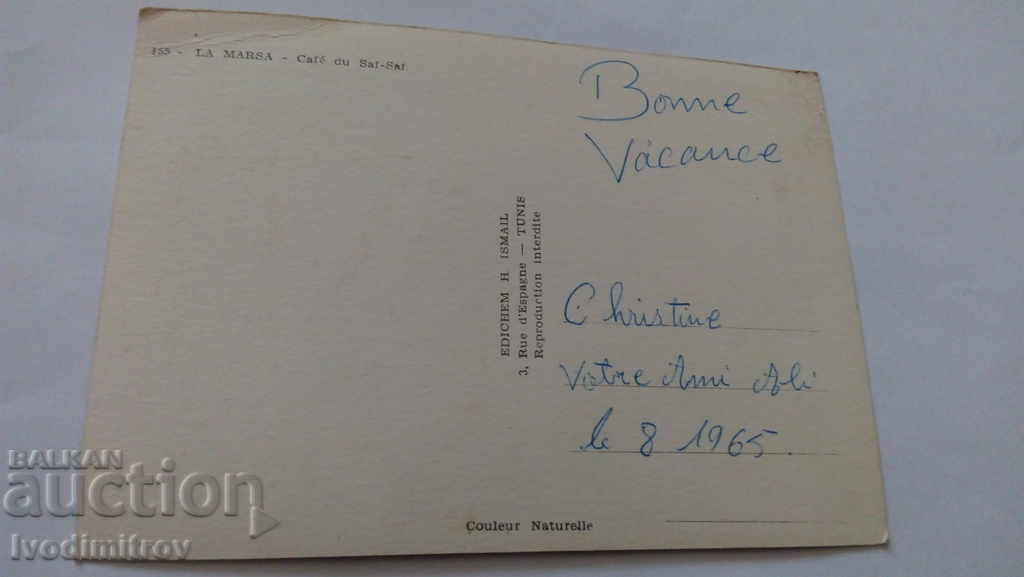 155 - LA MARSA - Café du Saf-Saf
Bonne
Vacance
EDICHEM H ISMAIL
3, Rue d'Espagne — TUNIS
Reproduction interdite
Christine
Votre Ami Ali
le 8 1965.
Couleur Naturelle
BALKAN
auction
Ivodimitrov